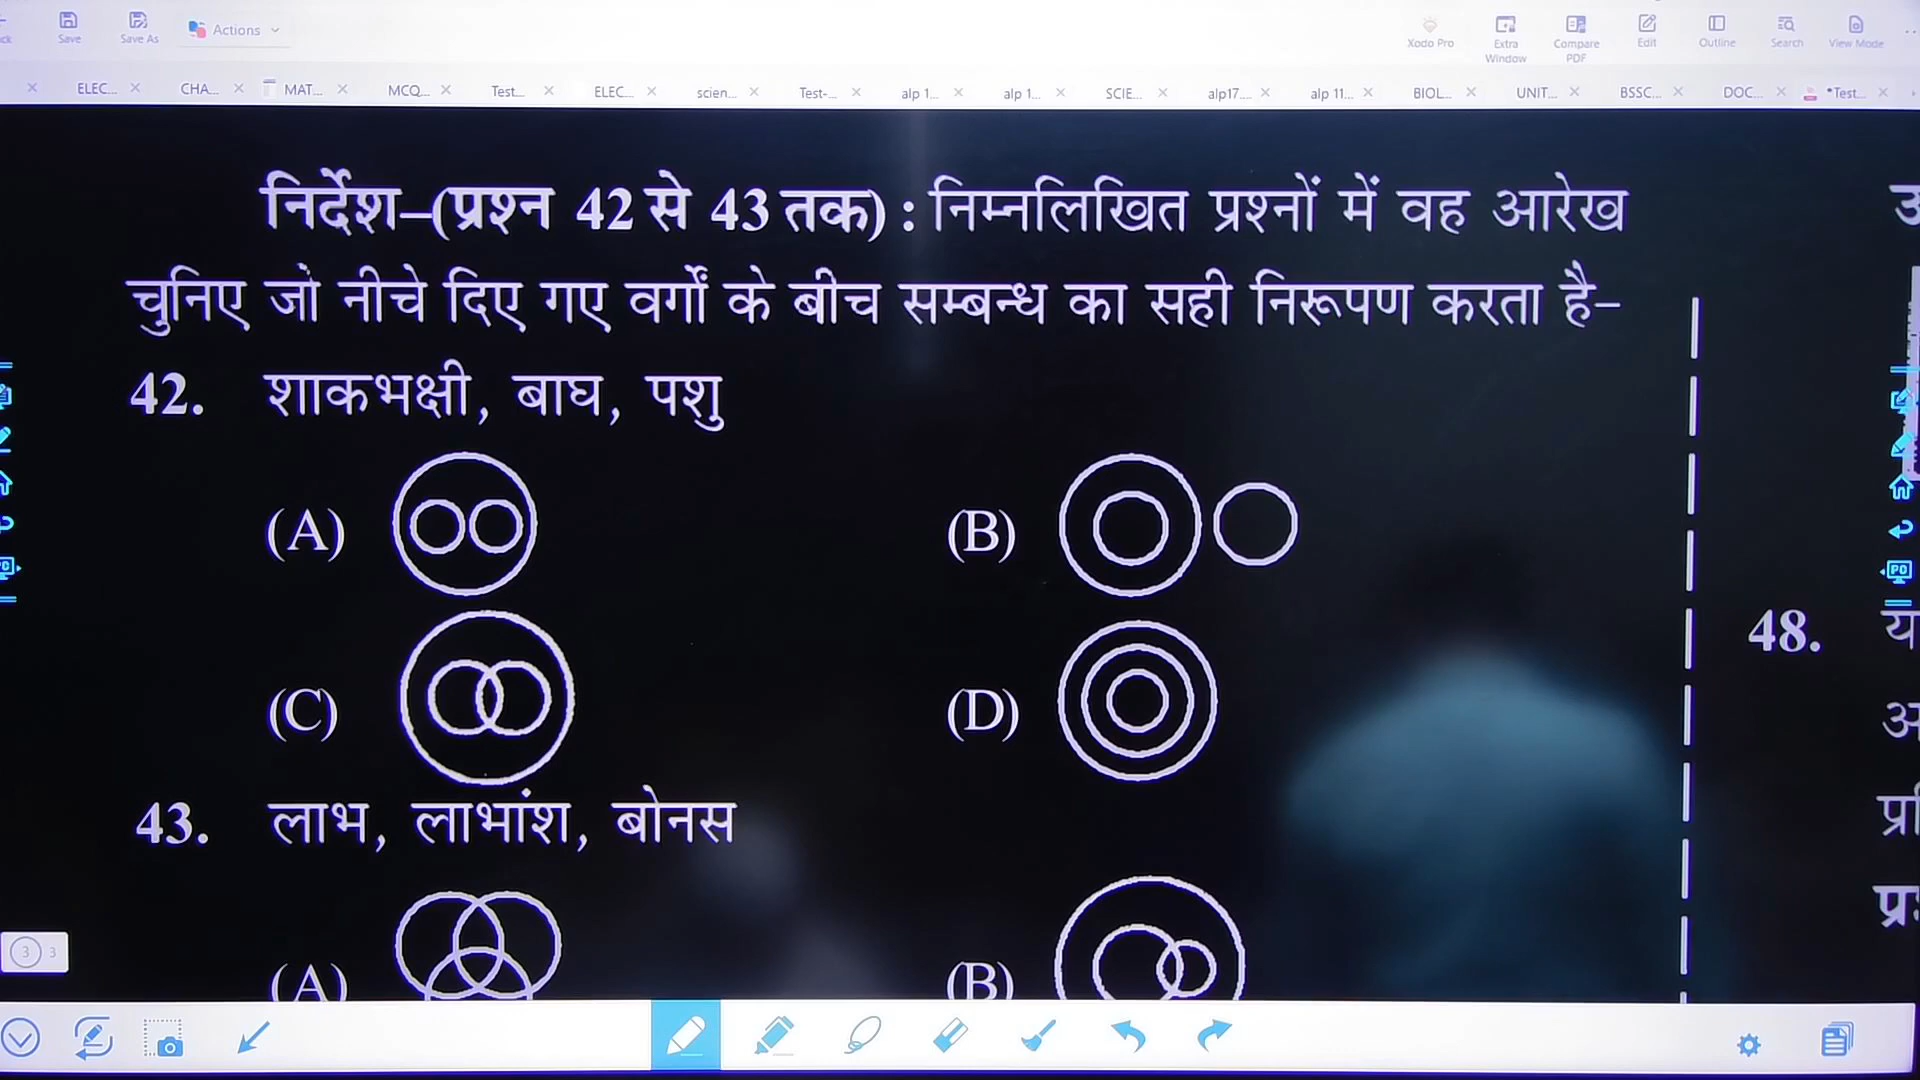 Save
Save As
Actions
Xodo Pro
Extra Window
Compare PDF
Edit
Outline
Search
View Mode
ELEC...
CHA...
MAT...
MCQ...
Test...
ELEC...
scien...
Test-...
alp 1...
alp 1...
SCIE...
alp17....
alp 11...
BIOL...
UNIT...
BSSC...
DOC...
*Test...
निर्देश–(प्रश्न 42 से 43 तक) : निम्नलिखित प्रश्नों में वह आरेख
चुनिए जो नीचे दिए गए वर्गों के बीच सम्बन्ध का सही निरूपण करता है–
42. शाकभक्षी, बाघ, पशु
(A)
(B)
(C)
(D)
43. लाभ, लाभांश, बोनस
(A)
(B)
48.
3 3